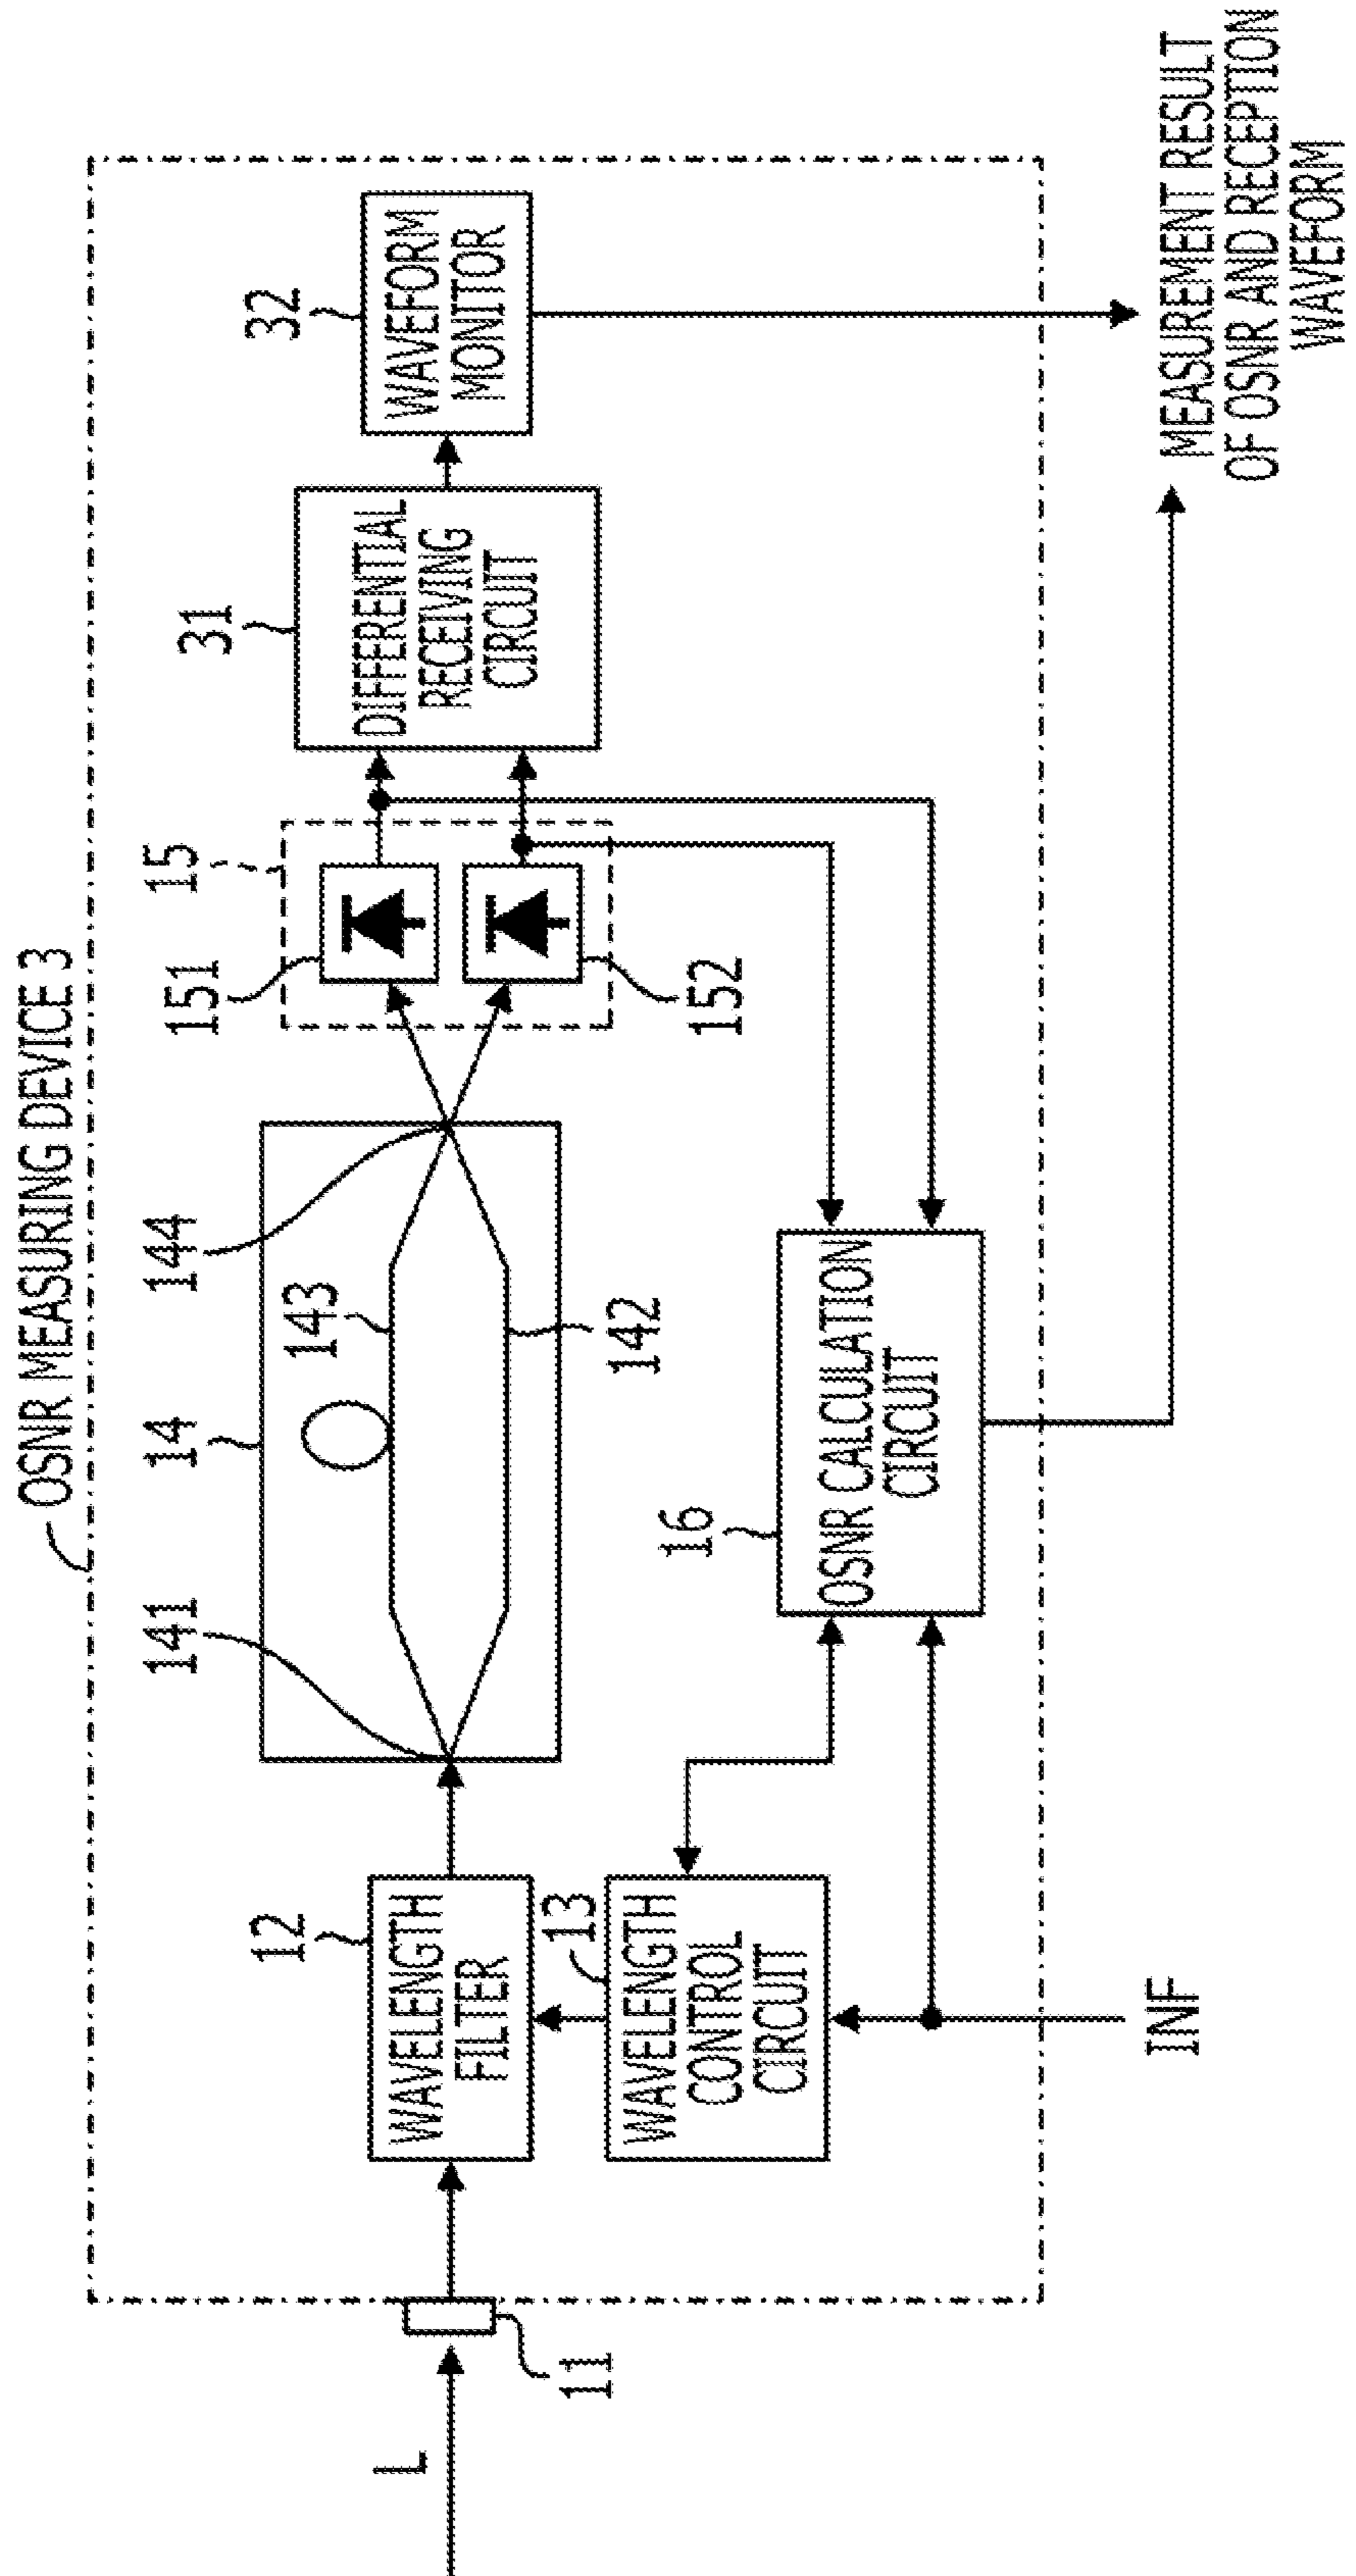 OSNR MEASURING DEVICE 3
L
11
12
WAVELENGTH
FILTER
13
WAVELENGTH
CONTROL
CIRCUIT
INF
14
141
143
142
144
15
151
152
16
OSNR CALCULATION
CIRCUIT
31
DIFFERENTIAL
RECEIVING
CIRCUIT
32
WAVEFORM
MONITOR
MEASUREMENT RESULT
OF OSNR AND RECEPTION
WAVEFORM